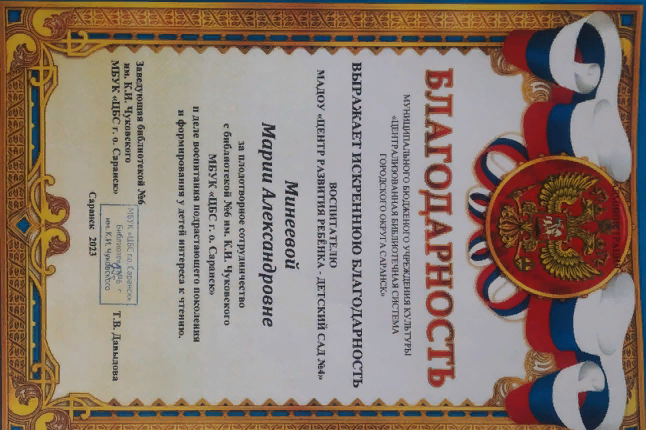 БЛАГОДАРНОСТЬ
МУНИЦИПАЛЬНОГО БЮДЖЕТНОГО УЧРЕЖДЕНИЯ КУЛЬТУРЫ
«ЦЕНТРАЛИЗОВАННАЯ БИБЛИОТЕЧНАЯ СИСТЕМА
ГОРОДСКОГО ОКРУГА САРАНСК»
ВЫРАЖАЕТ ИСКРЕННЮЮ БЛАГОДАРНОСТЬ
ВОСПИТАТЕЛЮ
МАДОУ «ЦЕНТР РАЗВИТИЯ РЕБЁНКА - ДЕТСКИЙ САД №4»
Минеевой
Марии Александровне
за плодотворное сотрудничество
с библиотекой №6 им. К.И. Чуковского
МБУК «ЦБС г. о. Саранск»
в деле воспитания подрастающего поколения
и формирования у детей интереса к чтению.
Заведующая библиотекой №6
им. К.И. Чуковского
МБУК «ЦБС г. о. Саранск»
Т.В. Давыдова
МБУК «ЦБС г.о. Саранск»
Библиотека №6
им. К.И. Чуковского
Саранск 2023